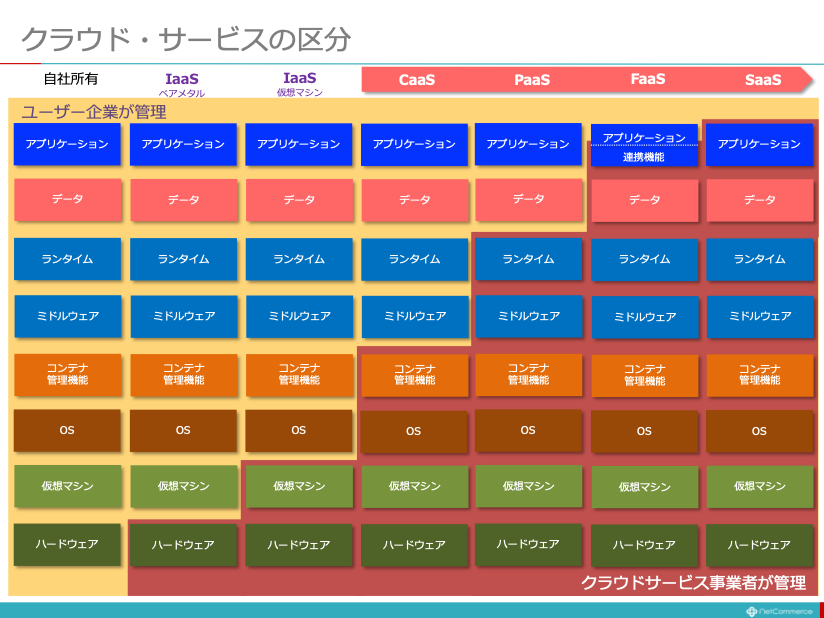 クラウド・サービスの区分
自社所有 IaaS IaaS CaaS PaaS FaaS SaaS
ベアメタル 仮想マシン
ユーザー企業が管理
アプリケーション アプリケーション アプリケーション アプリケーション アプリケーション アプリケーション アプリケーション
連携機能
データ データ データ データ データ データ データ
ランタイム ランタイム ランタイム ランタイム ランタイム ランタイム ランタイム
ミドルウェア ミドルウェア ミドルウェア ミドルウェア ミドルウェア ミドルウェア ミドルウェア
コンテナ コンテナ コンテナ コンテナ コンテナ コンテナ コンテナ
管理機能 管理機能 管理機能 管理機能 管理機能 管理機能 管理機能
OS OS OS OS OS OS OS
仮想マシン 仮想マシン 仮想マシン 仮想マシン 仮想マシン 仮想マシン 仮想マシン
ハードウェア ハードウェア ハードウェア ハードウェア ハードウェア ハードウェア ハードウェア
クラウドサービス事業者が管理
NetCommerce